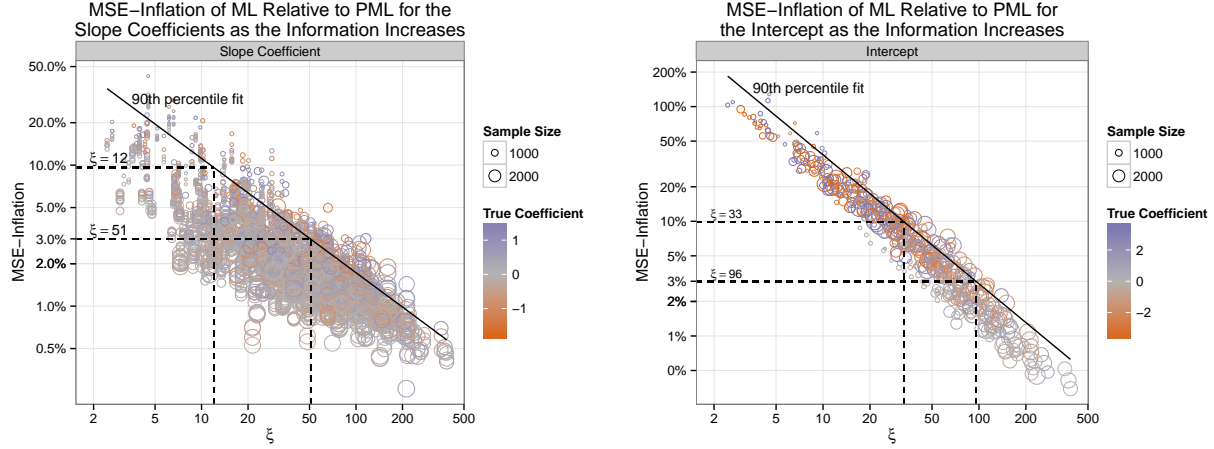 MSE−Inflation of ML Relative to PML for the
Slope Coefficients as the Information Increases
Slope Coefficient
50.0%
20.0%
10.0%
5.0%
3.0%
2.0%
1.0%
0.5%
MSE−Inflation
90th percentile fit
ξ = 12
ξ = 51
2
5
10
20
50
100
200
500
ξ
Sample Size
1000
2000
True Coefficient
1
0
−1
MSE−Inflation of ML Relative to PML for
the Intercept as the Information Increases
Intercept
200%
100%
50%
20%
10%
5%
3%
2%
1%
0%
MSE−Inflation
90th percentile fit
ξ = 33
ξ = 96
2
5
10
20
50
100
200
500
ξ
Sample Size
1000
2000
True Coefficient
2
0
−2